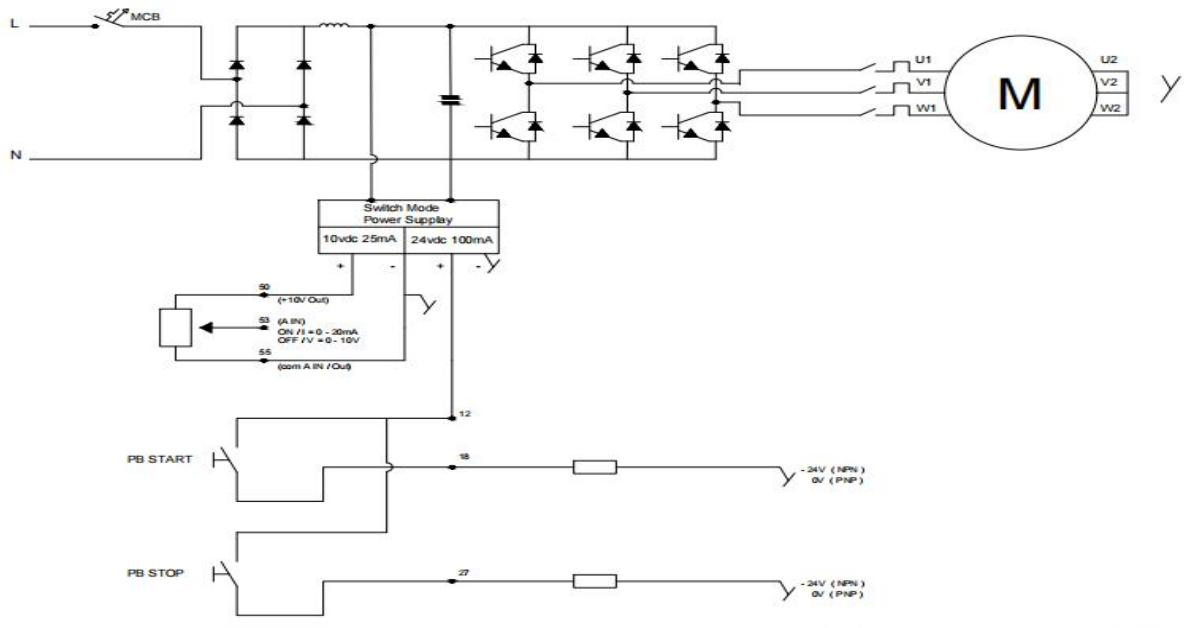 L
MCB
N
U1
V1
W1
M
U2
V2
W2
Switch Mode
Power Supplay
10vdc 25mA
24vdc 100mA
+
-
+
-
50
(+10V Out)
53
(A IN)
ON / I = 0 - 20mA
OFF / V = 0 - 10V
55
(com A IN / Out)
12
PB START
18
- 24V ( NPN )
0V ( PNP )
PB STOP
27
- 24V ( NPN )
0V ( PNP )